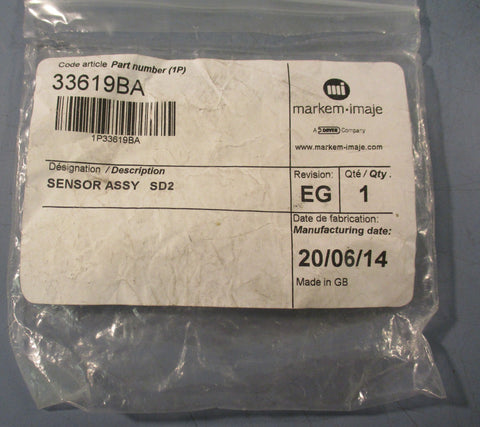 Code article Part number (1P)
33619BA
1P33619BA
mi
markem·imaje
A DOVER Company
www.markem-imaje.com
Désignation / Description
SENSOR ASSY SD2
Revision:
EG
Qté / Qty.
1
Date de fabrication:
Manufacturing date:
20/06/14
Made in GB